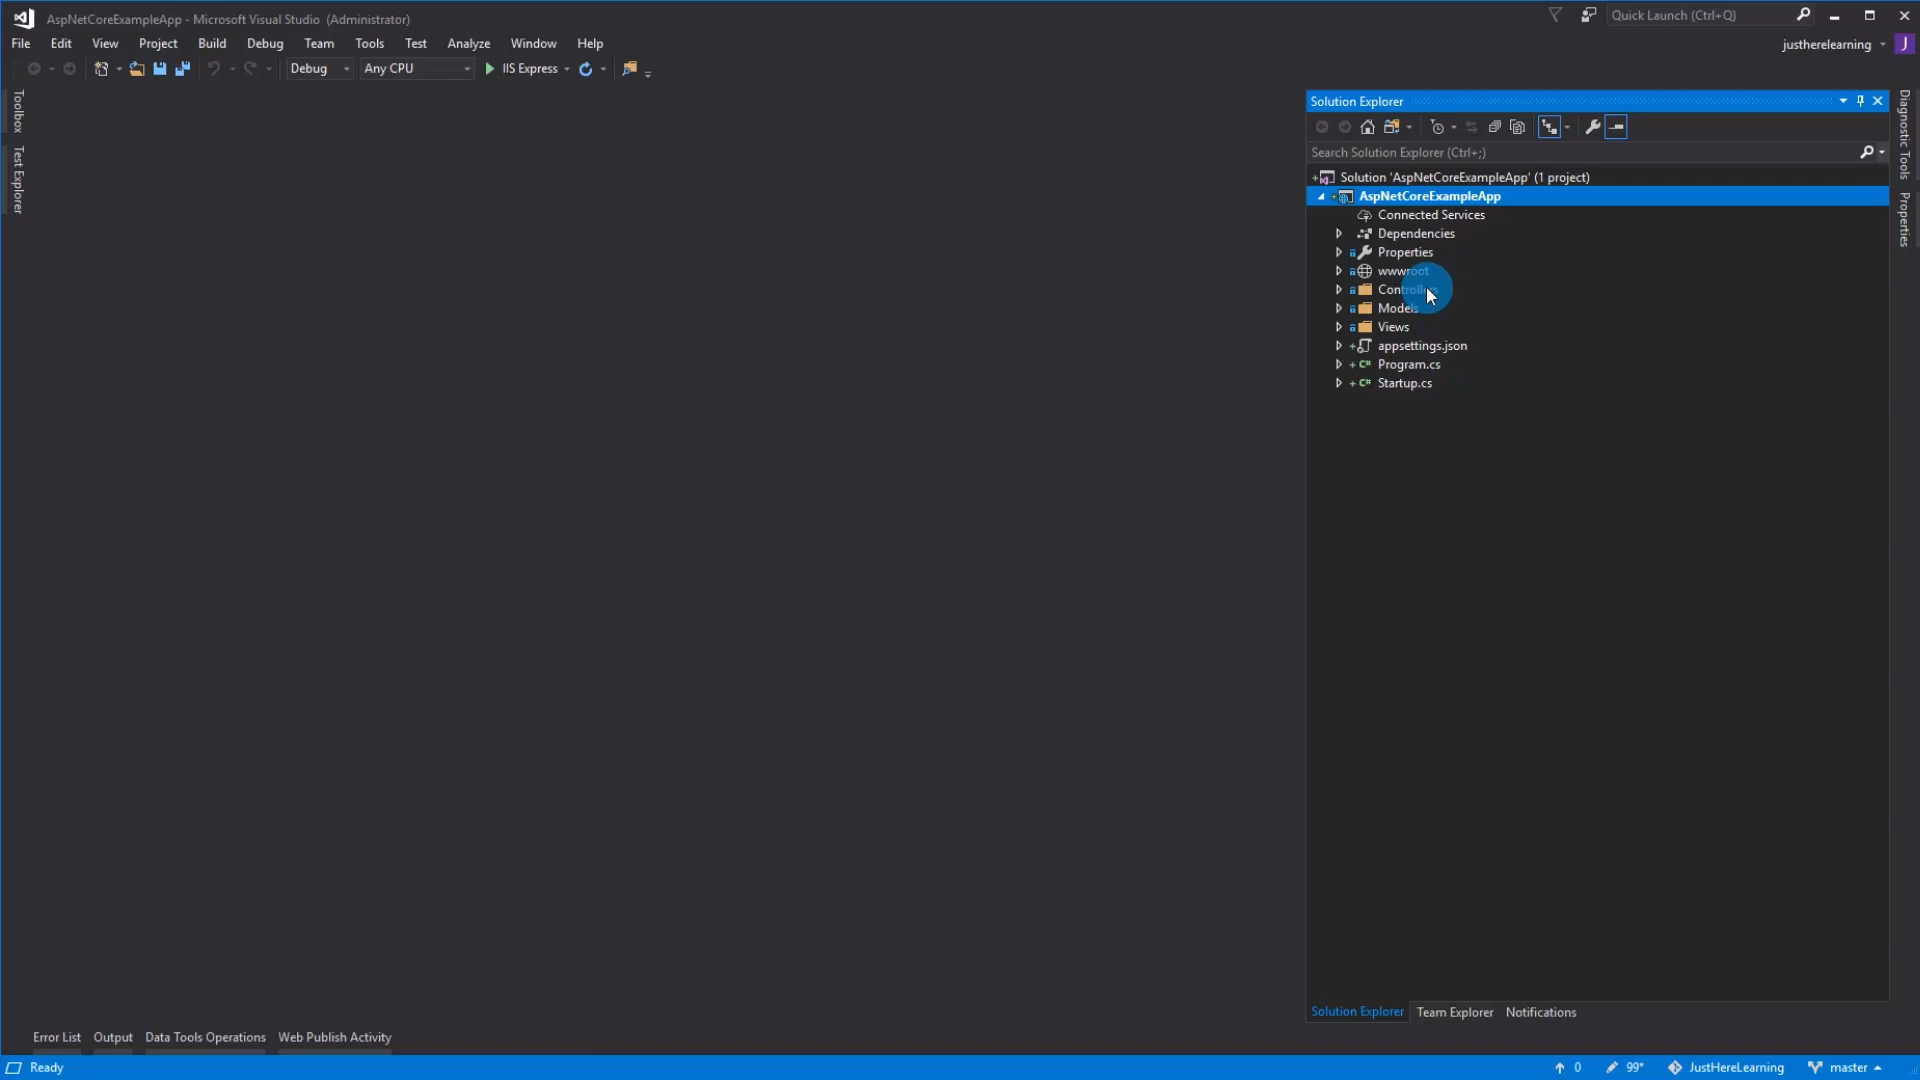 AspNetCoreExampleApp - Microsoft Visual Studio (Administrator)
Quick Launch (Ctrl+Q)
File Edit View Project Build Debug Team Tools Test Analyze Window Help
justherelearning J
Debug Any CPU IIS Express
Toolbox
Test Explorer
Solution Explorer
Search Solution Explorer (Ctrl+;)
Solution 'AspNetCoreExampleApp' (1 project)
AspNetCoreExampleApp
Connected Services
Dependencies
Properties
wwwroot
Controllers
Models
Views
appsettings.json
C# Program.cs
C# Startup.cs
Diagnostic Tools
Properties
Solution Explorer Team Explorer Notifications
Error List Output Data Tools Operations Web Publish Activity
Ready 0 99* JustHereLearning master